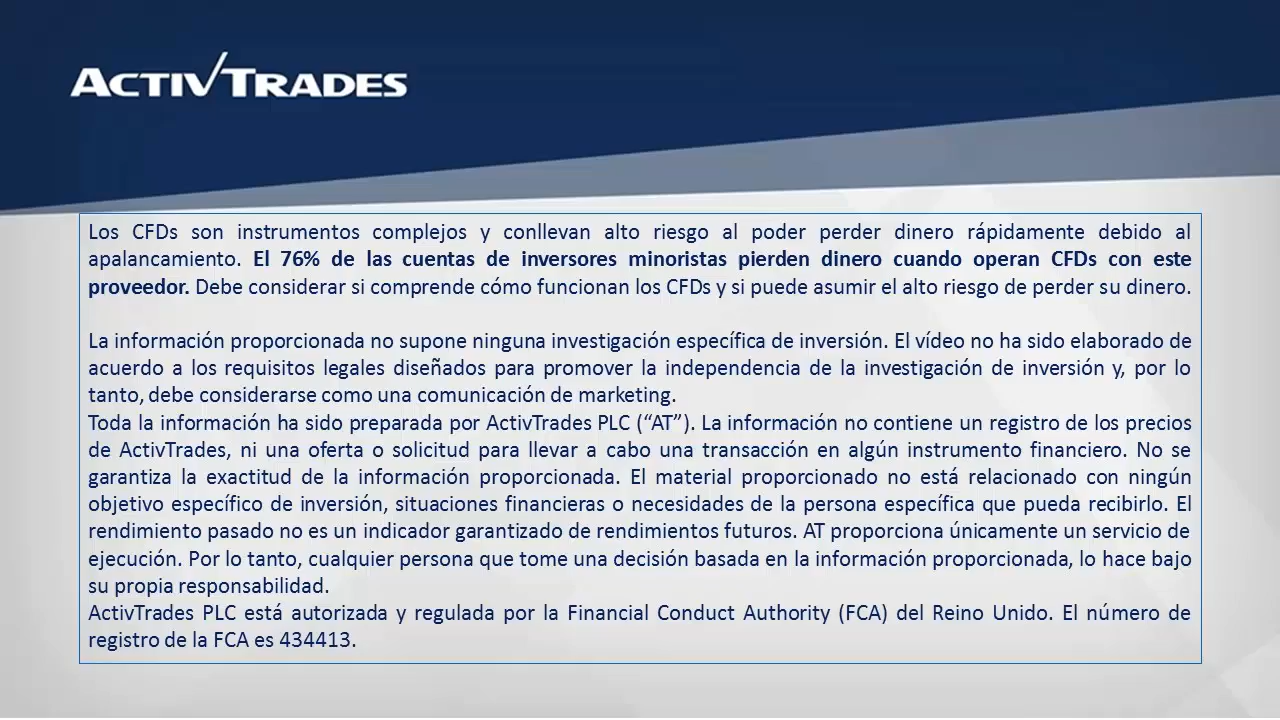 ACTIVTRADES
Los CFDs son instrumentos complejos y conllevan alto riesgo al poder perder dinero rápidamente debido al
apalancamiento. El 76% de las cuentas de inversores minoristas pierden dinero cuando operan CFDs con este
proveedor. Debe considerar si comprende cómo funcionan los CFDs y si puede asumir el alto riesgo de perder su dinero.
La información proporcionada no supone ninguna investigación específica de inversión. El vídeo no ha sido elaborado de
acuerdo a los requisitos legales diseñados para promover la independencia de la investigación de inversión y, por lo
tanto, debe considerarse como una comunicación de marketing.
Toda la información ha sido preparada por ActivTrades PLC (“AT”). La información no contiene un registro de los precios
de ActivTrades, ni una oferta o solicitud para llevar a cabo una transacción en algún instrumento financiero. No se
garantiza la exactitud de la información proporcionada. El material proporcionado no está relacionado con ningún
objetivo específico de inversión, situaciones financieras o necesidades de la persona específica que pueda recibirlo. El
rendimiento pasado no es un indicador garantizado de rendimientos futuros. AT proporciona únicamente un servicio de
ejecución. Por lo tanto, cualquier persona que tome una decisión basada en la información proporcionada, lo hace bajo
su propia responsabilidad.
ActivTrades PLC está autorizada y regulada por la Financial Conduct Authority (FCA) del Reino Unido. El número de
registro de la FCA es 434413.